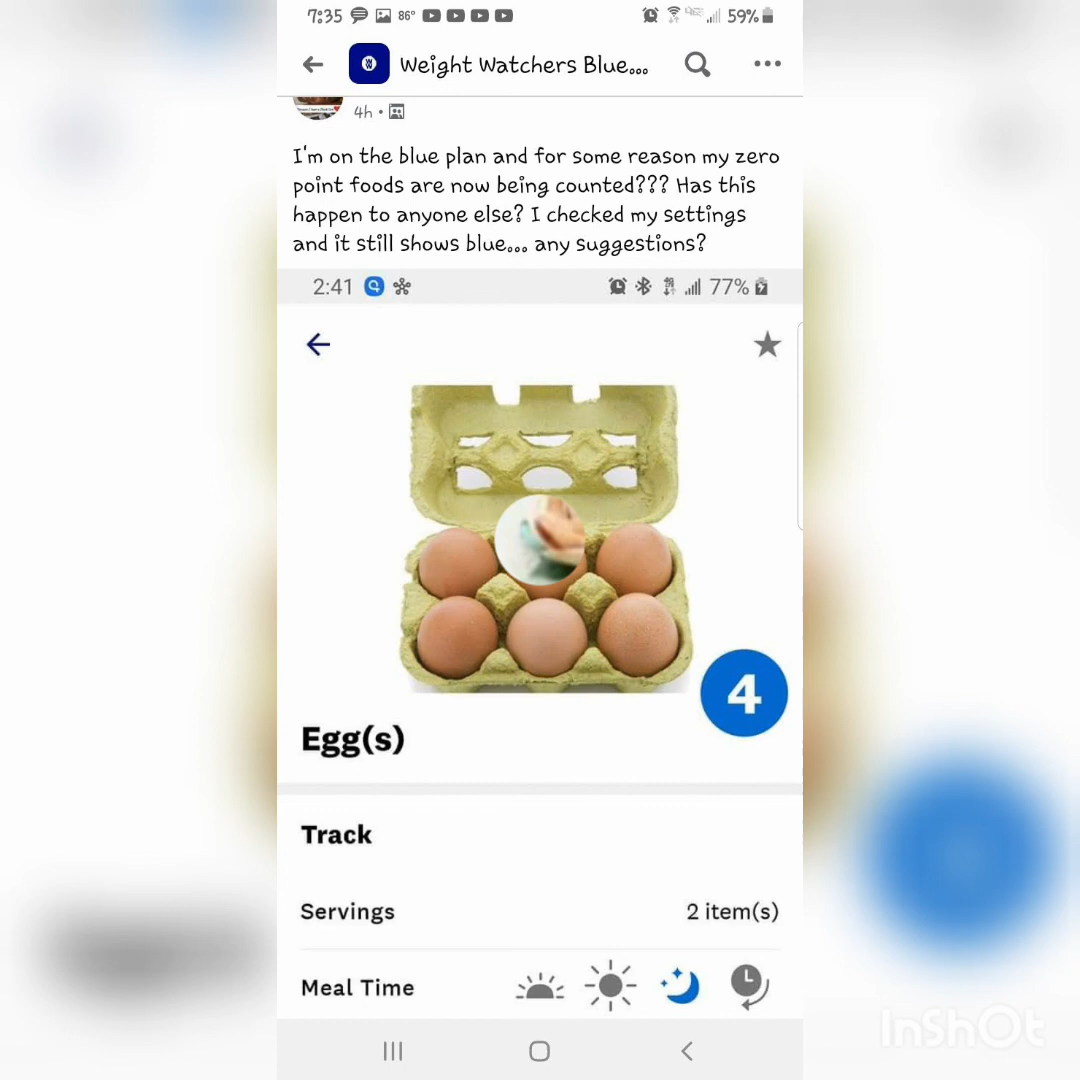 7:35 86° 59%
Weight Watchers Blue...
4h
I'm on the blue plan and for some reason my zero
point foods are now being counted??? Has this
happen to anyone else? I checked my settings
and it still shows blue... any suggestions?
2:41 77%
4
Egg(s)
Track
Servings 2 item(s)
Meal Time
InShOt